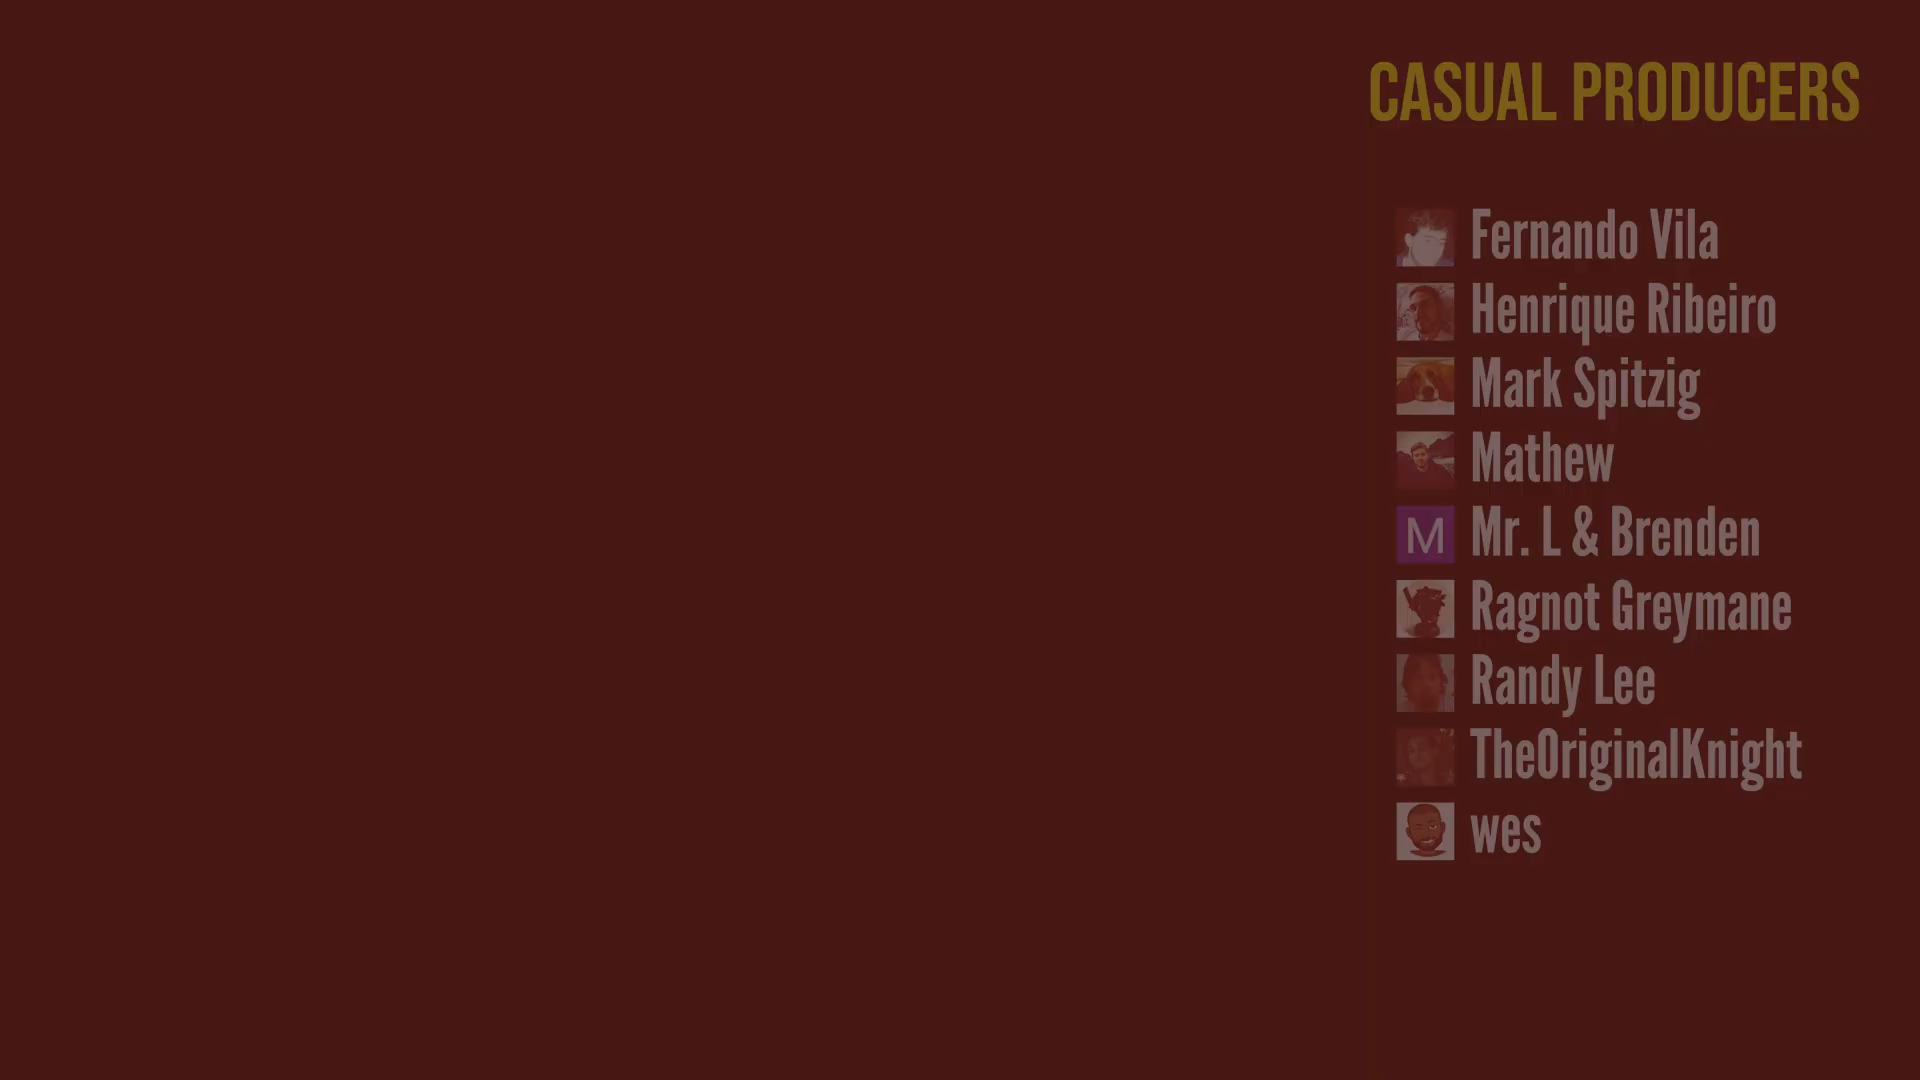 CASUAL PRODUCERS
Fernando Vila
Henrique Ribeiro
Mark Spitzig
Mathew
M Mr. L & Brenden
Ragnot Greymane
Randy Lee
TheOriginalKnight
wes